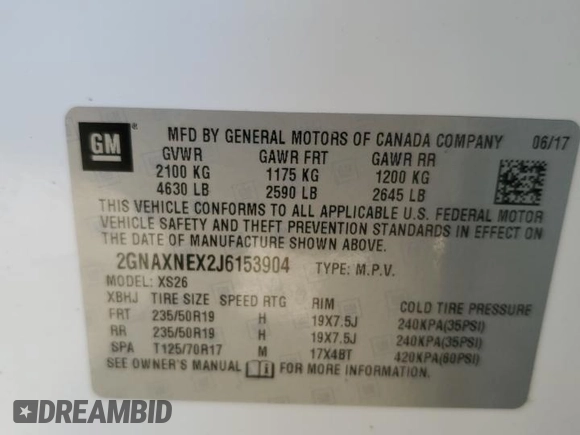 GM ®
MFD BY GENERAL MOTORS OF CANADA COMPANY 06/17
GVWR GAWR FRT GAWR RR
2100 KG 1175 KG 1200 KG
4630 LB 2590 LB 2645 LB
THIS VEHICLE CONFORMS TO ALL APPLICABLE U.S. FEDERAL MOTOR
VEHICLE SAFETY AND THEFT PREVENTION STANDARDS IN EFFECT ON
THE DATE OF MANUFACTURE SHOWN ABOVE.
2GNAXNEX2J6153904 TYPE: M.P.V.
MODEL: XS26
XBHJ TIRE SIZE SPEED RTG RIM COLD TIRE PRESSURE
FRT 235/50R19 H 19X7.5J 240KPA(35PSI)
RR 235/50R19 H 19X7.5J 240KPA(35PSI)
SPA T125/70R17 M 17X4BT 420KPA(60PSI)
SEE OWNER'S MANUAL FOR MORE INFORMATION.
DREAMBID